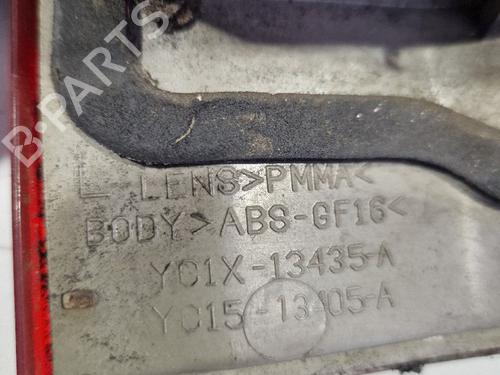 B-PARTS
L LENS>PMMA<
BODY>ABS-GF16<
YC1X-13435-A
YC15-13405-A